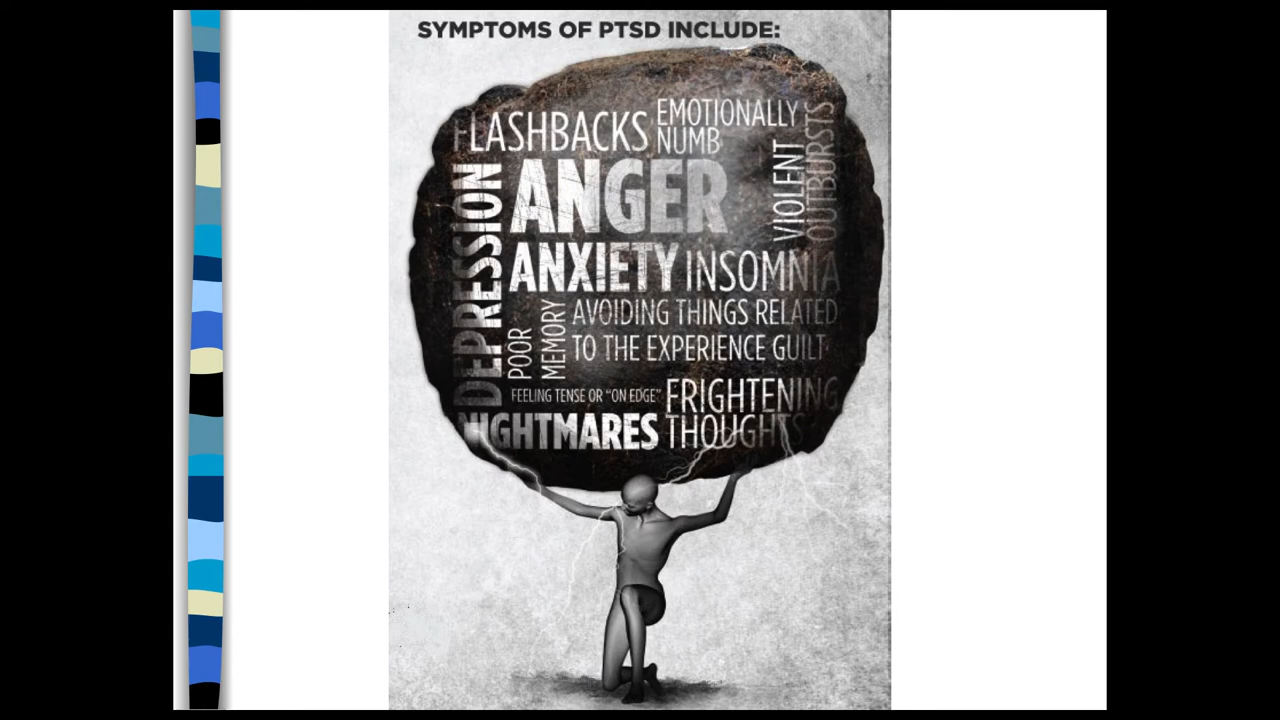 SYMPTOMS OF PTSD INCLUDE:
FLASHBACKS
EMOTIONALLY
NUMB
VIOLENT
OUTBURSTS
DEPRESSION
ANGER
ANXIETY
INSOMNIA
POOR
MEMORY
AVOIDING THINGS RELATED
TO THE EXPERIENCE GUILT
FEELING TENSE OR “ON EDGE”
FRIGHTENING
NIGHTMARES
THOUGHTS